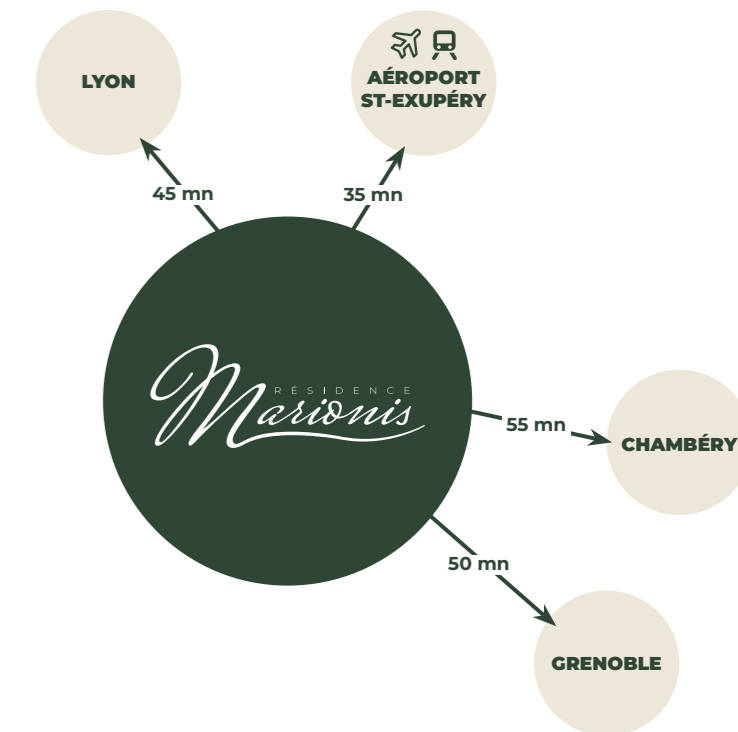 LYON
AÉROPORT
ST-EXUPÉRY
45 mn
35 mn
RÉSIDENCE
Marionis
55 mn
CHAMBÉRY
50 mn
GRENOBLE